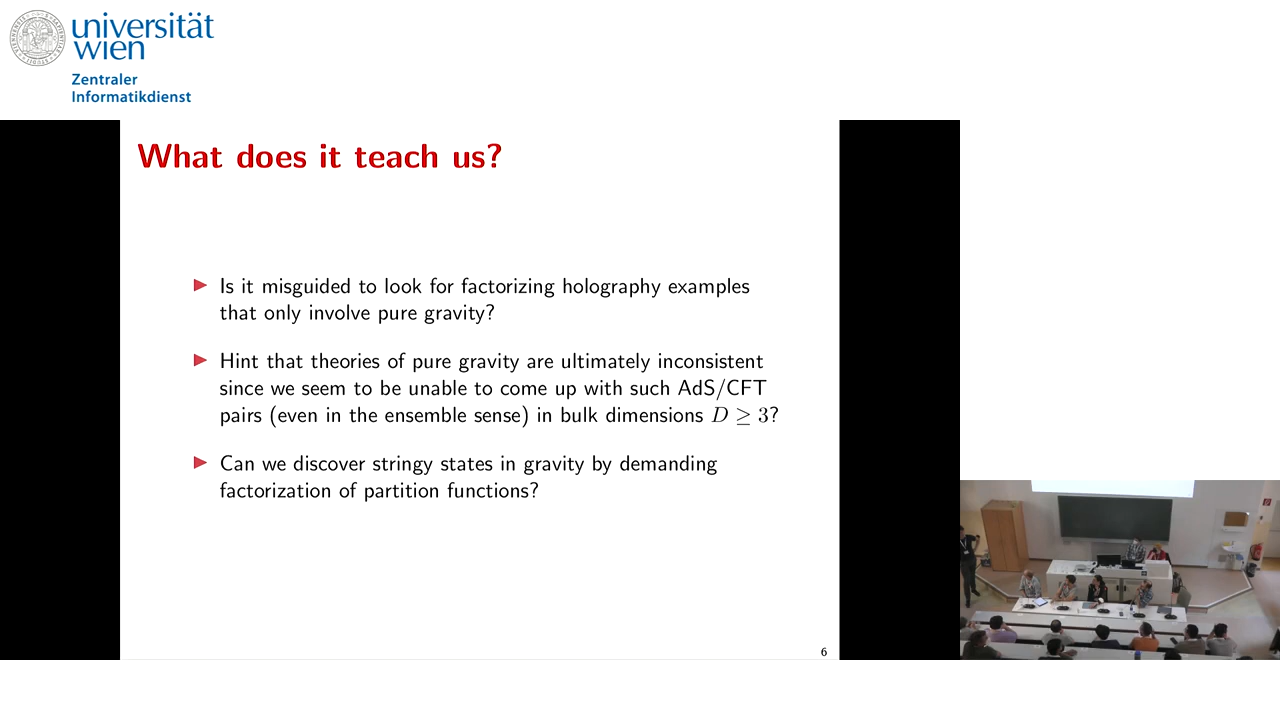 universität
wien
Zentraler
Informatikdienst
What does it teach us?
▶ Is it misguided to look for factorizing holography examples
that only involve pure gravity?
▶ Hint that theories of pure gravity are ultimately inconsistent
since we seem to be unable to come up with such AdS/CFT
pairs (even in the ensemble sense) in bulk dimensions D ≥ 3?
▶ Can we discover stringy states in gravity by demanding
factorization of partition functions?
6